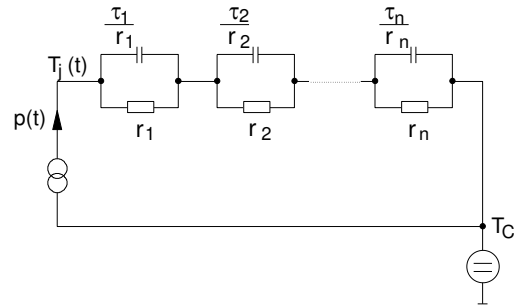 τ1/r1 τ2/r2 τn/rn
Tj(t)
r1 r2 rn
p(t)
TC